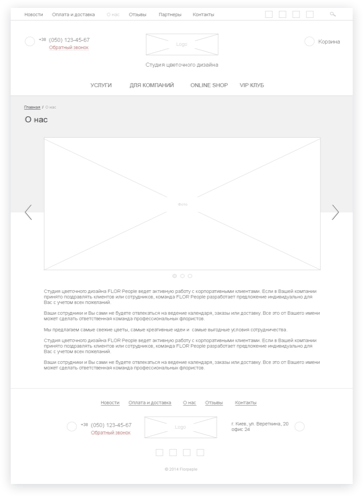 Новости Оплата и доставка О нас Отзывы Партнеры Контакты
+38 (050) 123-45-67
Обратный звонок
Logo
Корзина
Студия цветочного дизайна
УСЛУГИ ДЛЯ КОМПАНИЙ ONLINE SHOP VIP КЛУБ
Главная / О нас
О нас
Студия цветочного дизайна FLOR People ведет активную работу с корпоративными клиентами. Если в Вашей компании
принято поздравлять клиентов или сотрудников, команда FLOR People разработает предложение индивидуально для
Вас с учетом всех пожеланий.
Ваши сотрудники и Вы сами не будете отвлекаться на ведение календаря, заказы или доставку. Все это от Вашего имени
может сделать ответственная команда профессиональных флористов.
Мы предлагаем самые свежие цветы, самые креативные идеи и самые выгодные условия сотрудничества.
Студия цветочного дизайна FLOR People ведет активную работу с корпоративными клиентами. Если в Вашей компании
принято поздравлять клиентов или сотрудников, команда FLOR People разработает предложение индивидуально для
Вас с учетом всех пожеланий.
Ваши сотрудники и Вы сами не будете отвлекаться на ведение календаря, заказы или доставку. Все это от Вашего имени
может сделать ответственная команда профессиональных флористов.
Новости Оплата и доставка О нас Отзывы Контакты
+38 (050) 123-45-67
Обратный звонок
Logo
г. Киев, ул. Верхняя, 20
офис 24